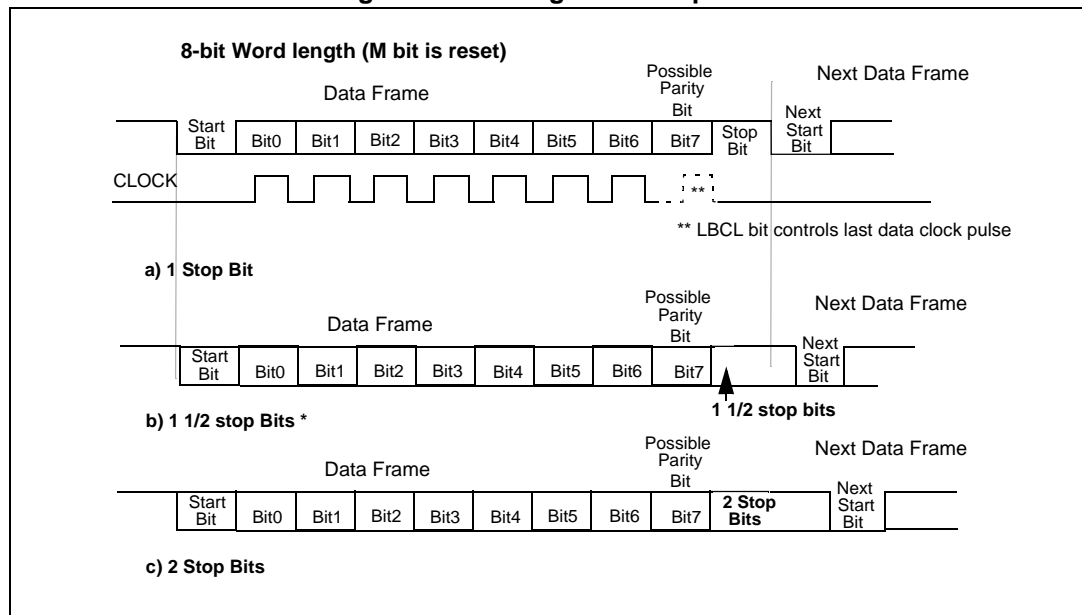 8-bit Word length (M bit is reset)
Possible
Parity
Bit
Next Data Frame
Data Frame
Start
Bit
Bit0
Bit1
Bit2
Bit3
Bit4
Bit5
Bit6
Bit7
Stop
Bit
Next
Start
Bit
CLOCK
**
** LBCL bit controls last data clock pulse
a) 1 Stop Bit
Possible
Parity
Bit
Next Data Frame
Data Frame
Start
Bit
Bit0
Bit1
Bit2
Bit3
Bit4
Bit5
Bit6
Bit7
Next
Start
Bit
1 1/2 stop bits
b) 1 1/2 stop Bits *
Possible
Parity
Bit
Next Data Frame
Data Frame
Start
Bit
Bit0
Bit1
Bit2
Bit3
Bit4
Bit5
Bit6
Bit7
2 Stop
Bits
Next
Start
Bit
c) 2 Stop Bits